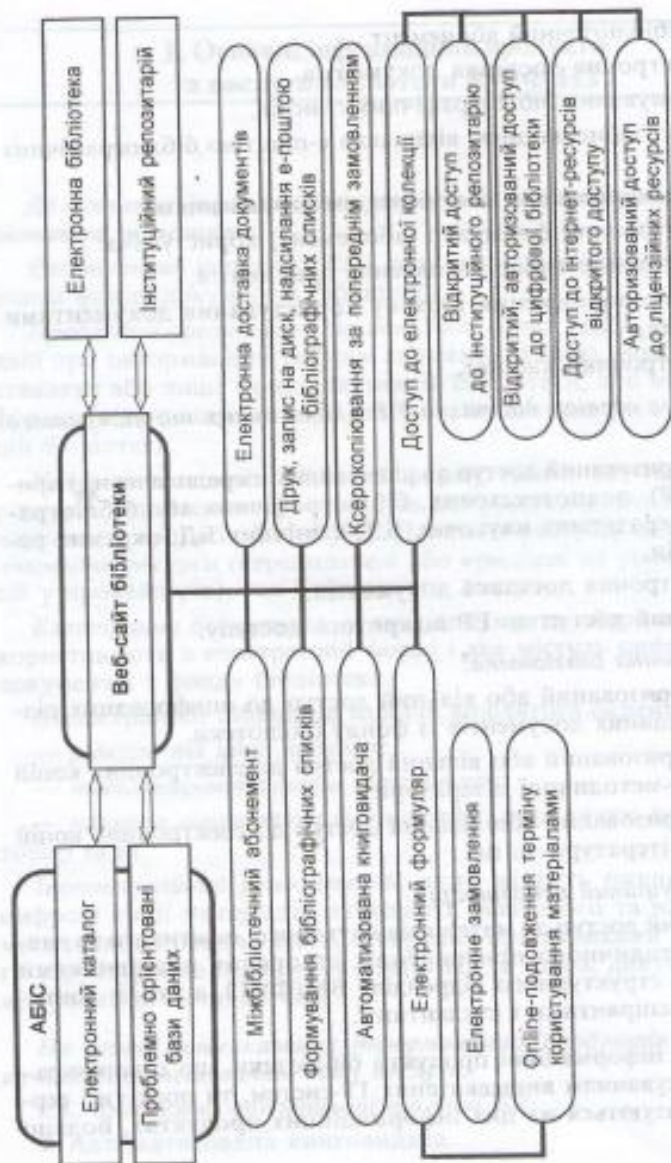 АБІС
Електронний каталог
Проблемно орієнтовані
бази даних
Веб-сайт бібліотеки
Електронна бібліотека
Інституційний репозитарій
Міжбібліотечний абонемент
Формування бібліографічних списків
Автоматизована книговидача
Електронний формуляр
Електронне замовлення
Online-подовження терміну
користування матеріалами
Електронна доставка документів
Друк, запис на диск, надсилання е-поштою
бібліографічних списків
Ксерокопіювання за попереднім замовленням
Доступ до електронної колекції
Відкритий доступ
до інституційного репозитарію
Відкритий, авторизований доступ
до цифрової бібліотеки
Доступ до інтернет-ресурсів
відкритого доступу
Авторизований доступ
до ліцензійних ресурсів